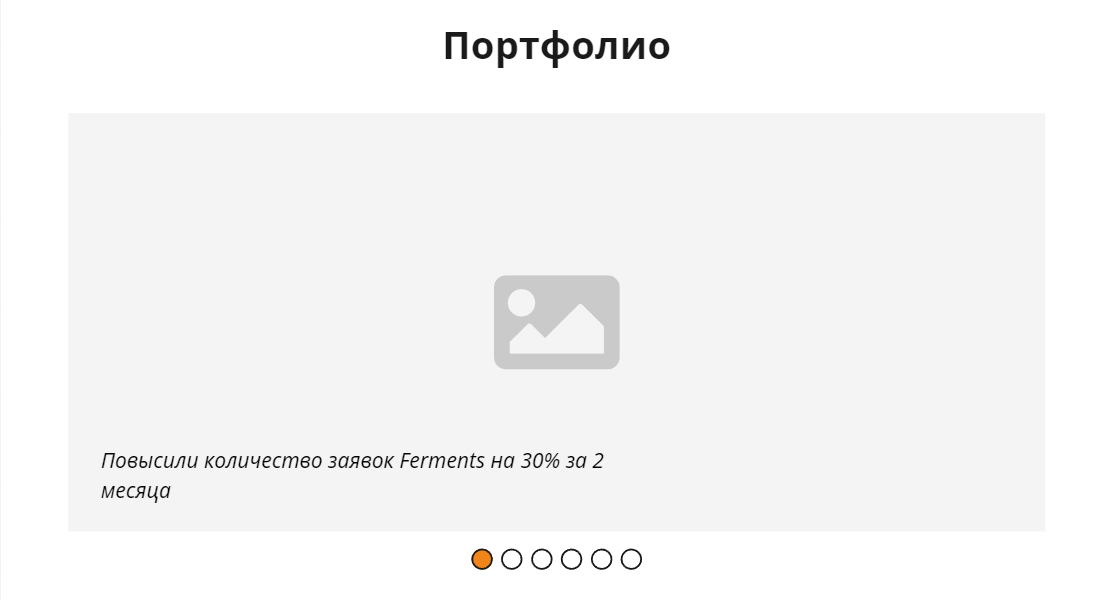 Портфолио
Повысили количество заявок Ferments на 30% за 2
месяца